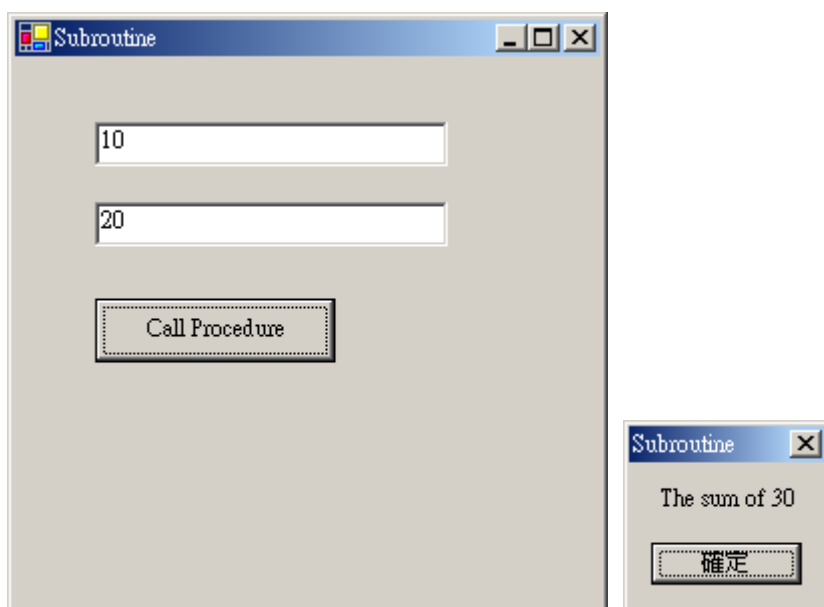 Subroutine
10
20
Call Procedure
Subroutine
The sum of 30
確定